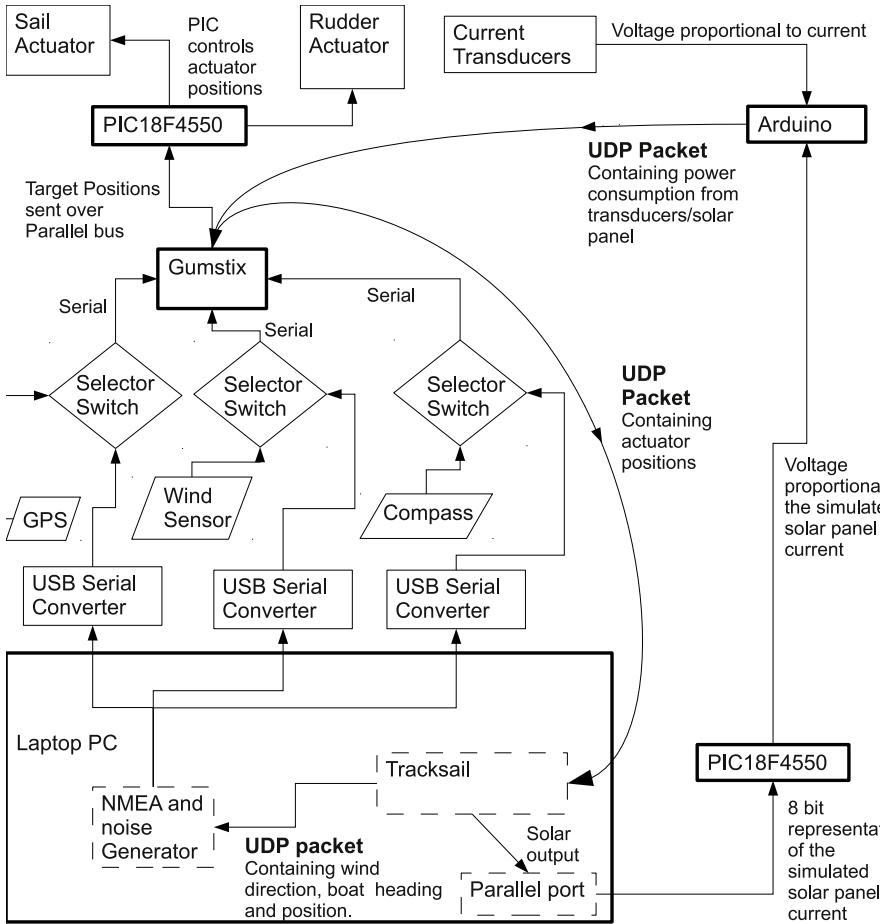 Sail
Actuator
PIC
controls
actuator
positions
Rudder
Actuator
Current
Transducers
Voltage proportional to current
PIC18F4550
Arduino
UDP Packet
Containing power
consumption from
transducers/solar
panel
Target Positions
sent over
Parallel bus
Gumstix
Serial
Serial
Serial
Selector
Switch
Selector
Switch
Selector
Switch
UDP
Packet
Containing
actuator
positions
GPS
Wind
Sensor
Compass
Voltage
proportiona
the simulate
solar panel
current
USB Serial
Converter
USB Serial
Converter
USB Serial
Converter
Laptop PC
Tracksail
PIC18F4550
NMEA and
noise
Generator
UDP packet
Containing wind
direction, boat heading
and position.
Solar
output
Parallel port
8 bit
representat
of the
simulated
solar panel
current